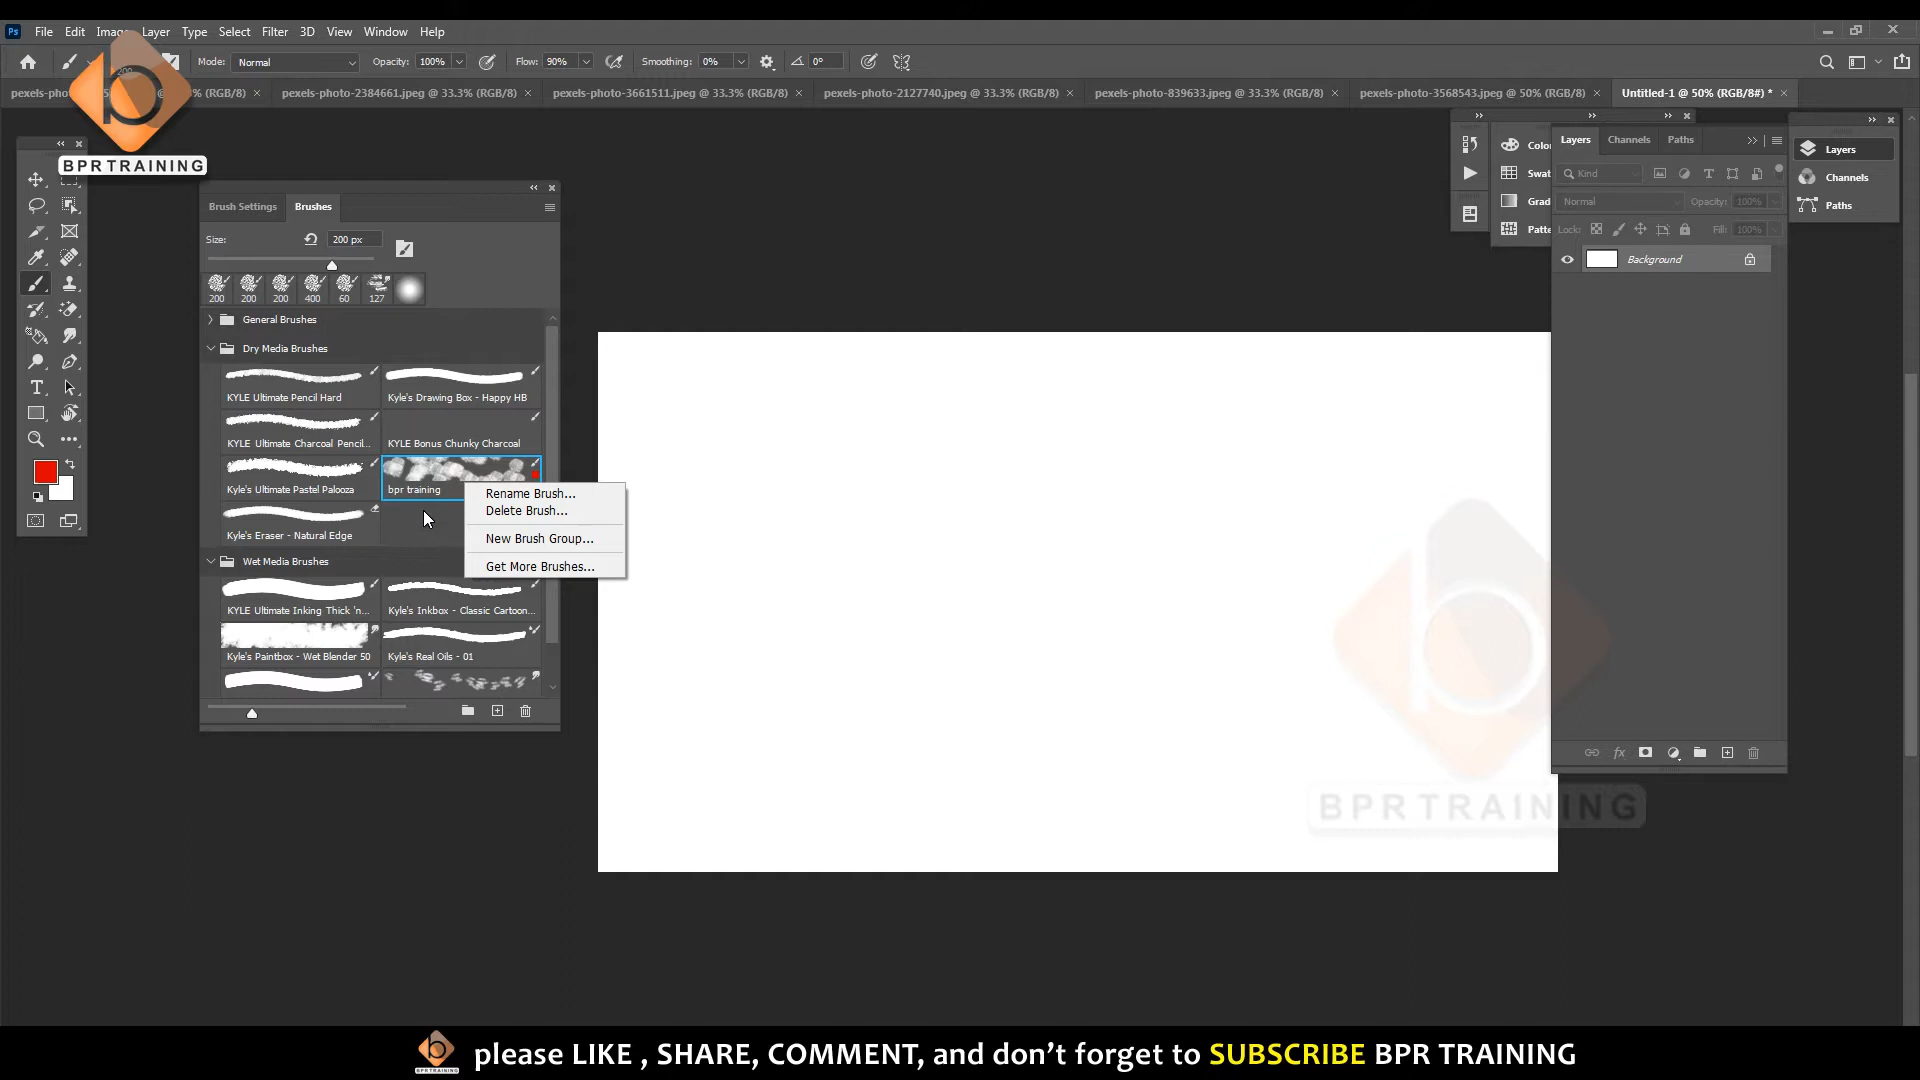 File Edit Image Layer Type Select Filter 3D View Window Help
Mode: Normal Opacity: 100% Flow: 90% Smoothing: 0% 0°
pexels-photo-2384661.jpeg @ 33.3% (RGB/8) × pexels-photo-3661511.jpeg @ 33.3% (RGB/8) × pexels-photo-2127740.jpeg @ 33.3% (RGB/8) × pexels-photo-839633.jpeg @ 33.3% (RGB/8) × pexels-photo-3568543.jpeg @ 50% (RGB/8) × Untitled-1 @ 50% (RGB/8#) * ×
BPR TRAINING
Brush Settings Brushes
Size: 200 px
200 200 200 400 60 127
General Brushes
Dry Media Brushes
KYLE Ultimate Pencil Hard Kyle's Drawing Box - Happy HB
KYLE Ultimate Charcoal Pencil... KYLE Bonus Chunky Charcoal
Kyle's Ultimate Pastel Palooza bpr training
Kyle's Eraser - Natural Edge
Wet Media Brushes
KYLE Ultimate Inking Thick 'n... Kyle's Inkbox - Classic Cartoon...
Kyle's Paintbox - Wet Blender 50 Kyle's Real Oils - 01
Rename Brush...
Delete Brush...
New Brush Group...
Get More Brushes...
Color
Swat
Grad
Patte
Layers Channels Paths
Kind
Normal Opacity: 100%
Lock: Fill: 100%
Background
Layers
Channels
Paths
BPR TRAINING
please LIKE , SHARE, COMMENT, and don't forget to SUBSCRIBE BPR TRAINING
BPRTRAINING